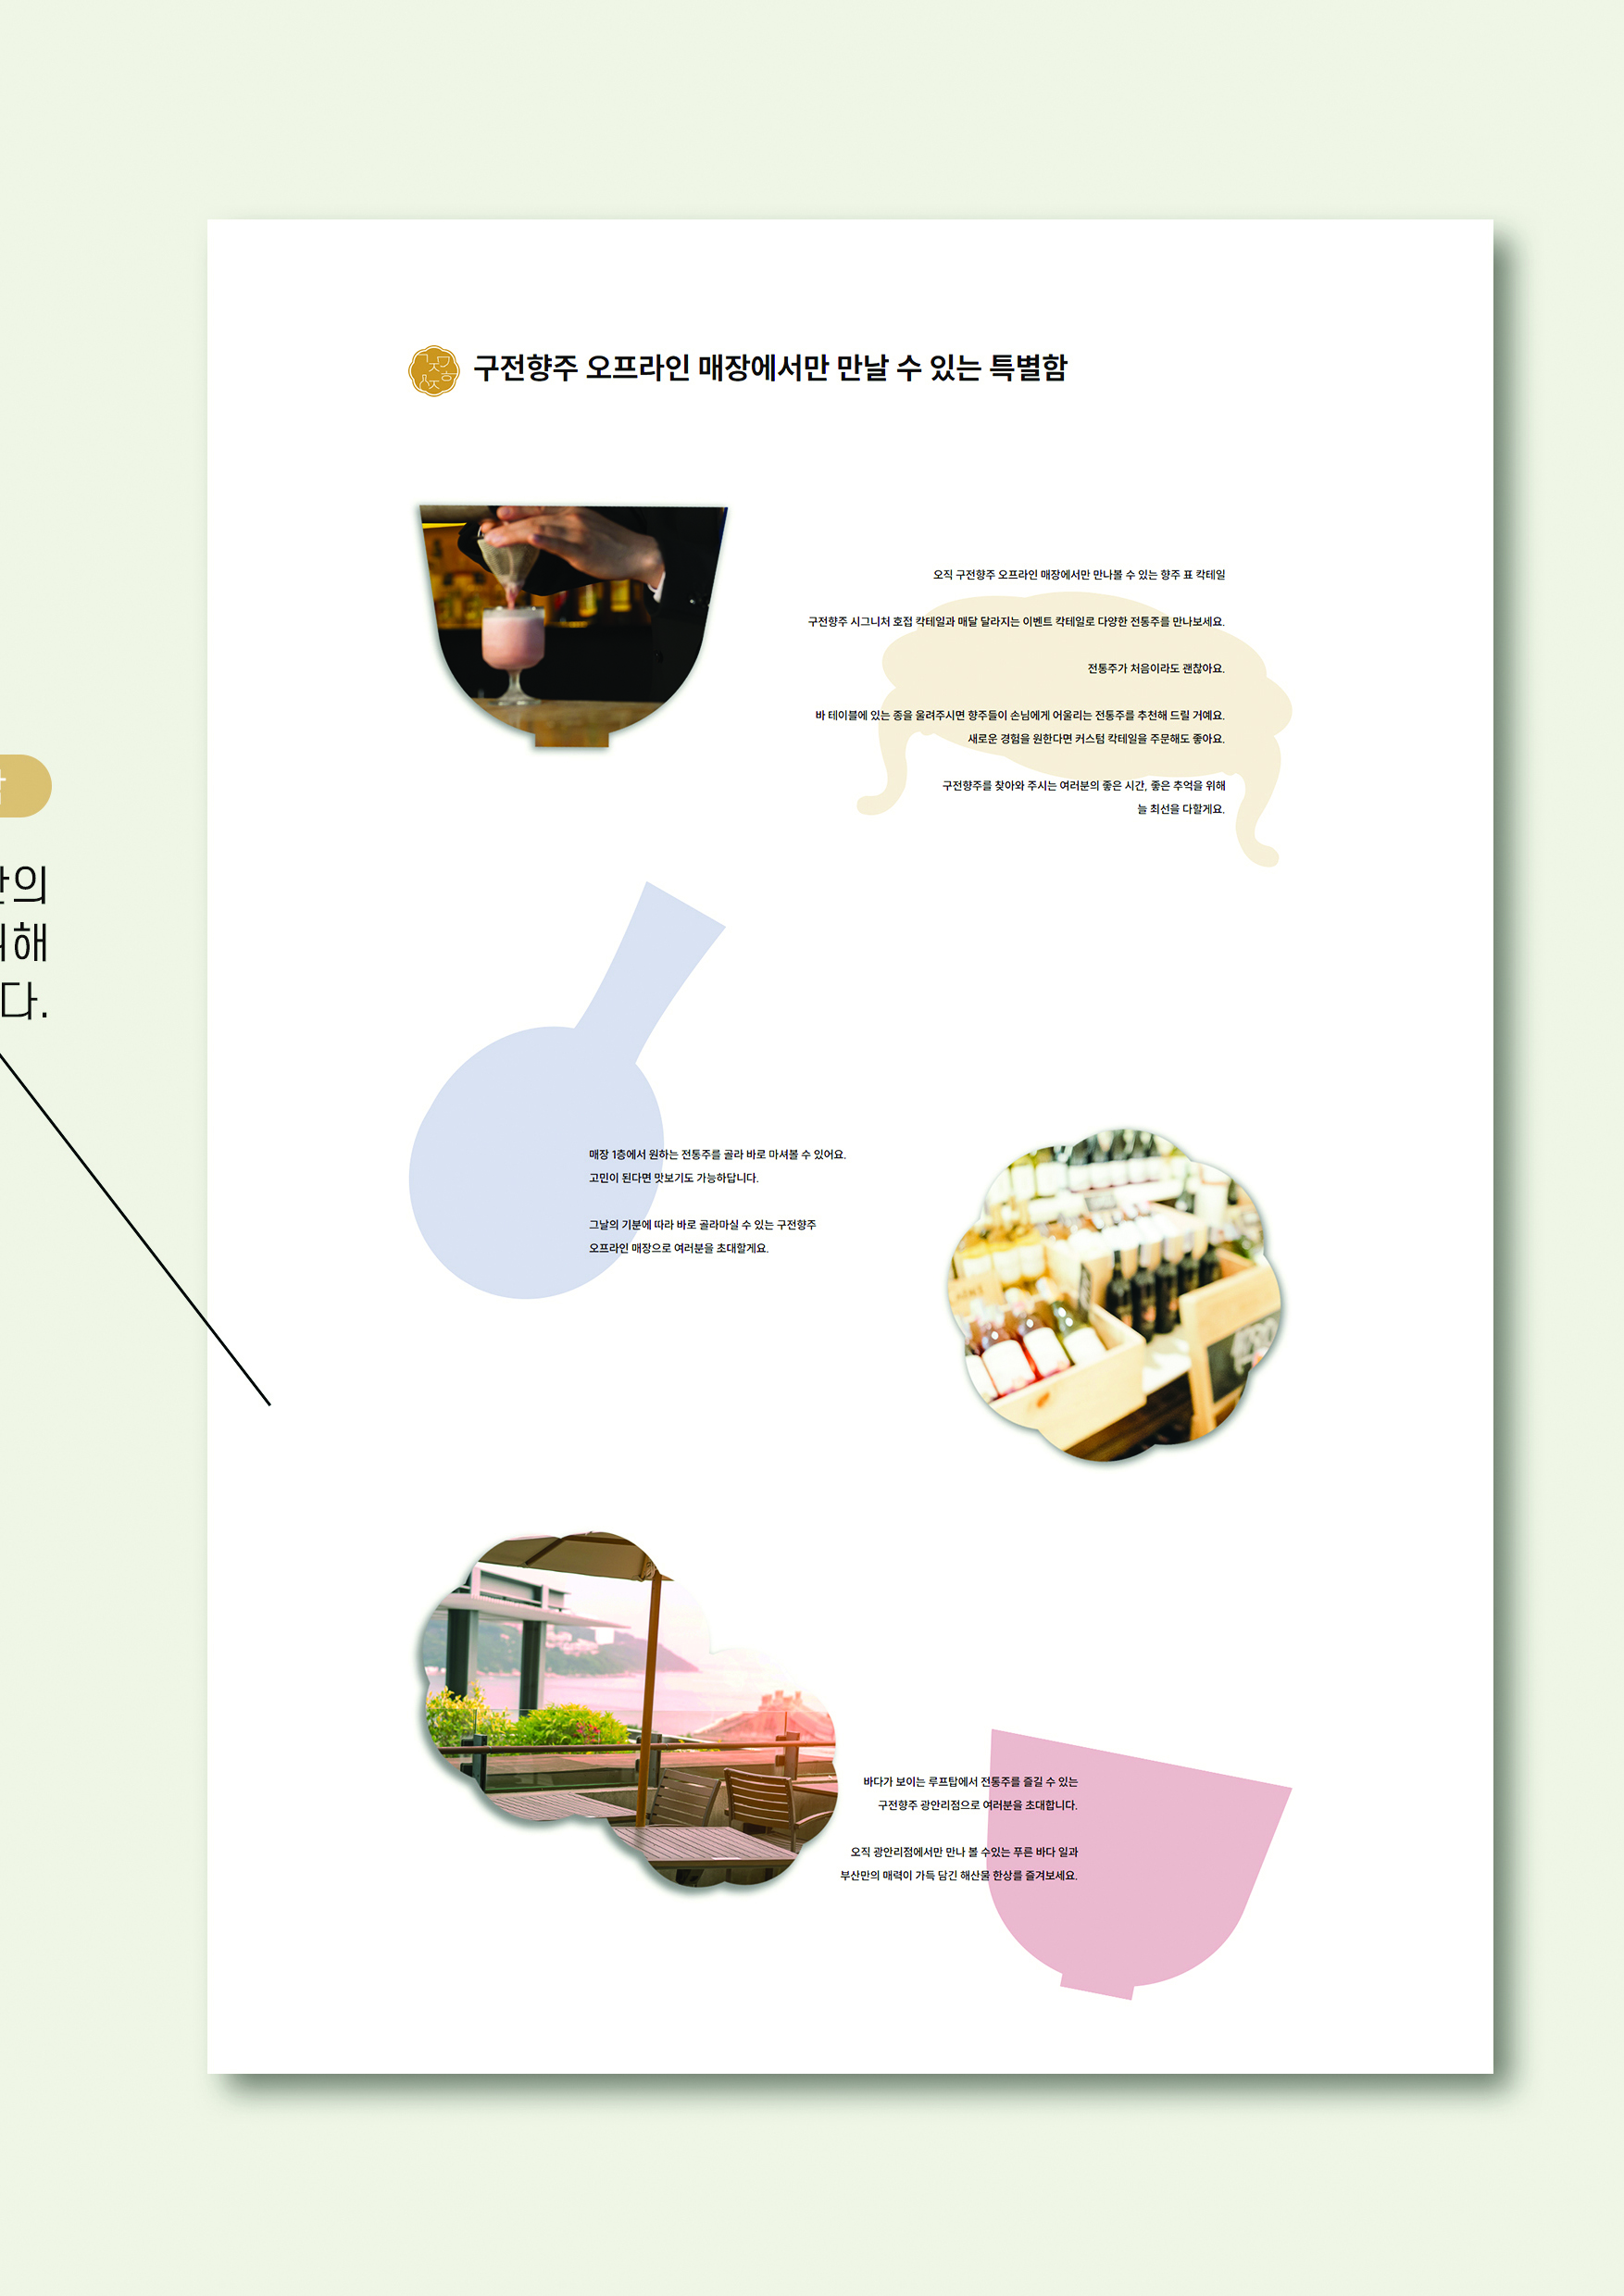 구전향주 오프라인 매장에서만 만날 수 있는 특별함
오직 구전향주 오프라인 매장에서만 만나볼 수 있는 향주 표 칵테일
구전향주 시그니처 호접 칵테일과 매달 달라지는 이벤트 칵테일로 다양한 전통주를 만나보세요.
전통주가 처음이라도 괜찮아요.
바 테이블에 있는 종을 울려주시면 향주들이 손님에게 어울리는 전통주를 추천해 드릴 거예요.
새로운 경험을 원한다면 커스텀 칵테일을 주문해도 좋아요.
구전향주를 찾아와 주시는 여러분의 좋은 시간, 좋은 추억을 위해
늘 최선을 다할게요.
의
해
다.
매장 1층에서 원하는 전통주를 골라 바로 마셔볼 수 있어요.
고민이 된다면 맛보기도 가능하답니다.
그날의 기분에 따라 바로 골라마실 수 있는 구전향주
오프라인 매장으로 여러분을 초대할게요.
바다가 보이는 루프탑에서 전통주를 즐길 수 있는
구전향주 광안리점으로 여러분을 초대합니다.
오직 광안리점에서만 만나 볼 수있는 푸른 바다 일과
부산만의 매력이 가득 담긴 해산물 한상를 즐겨보세요.